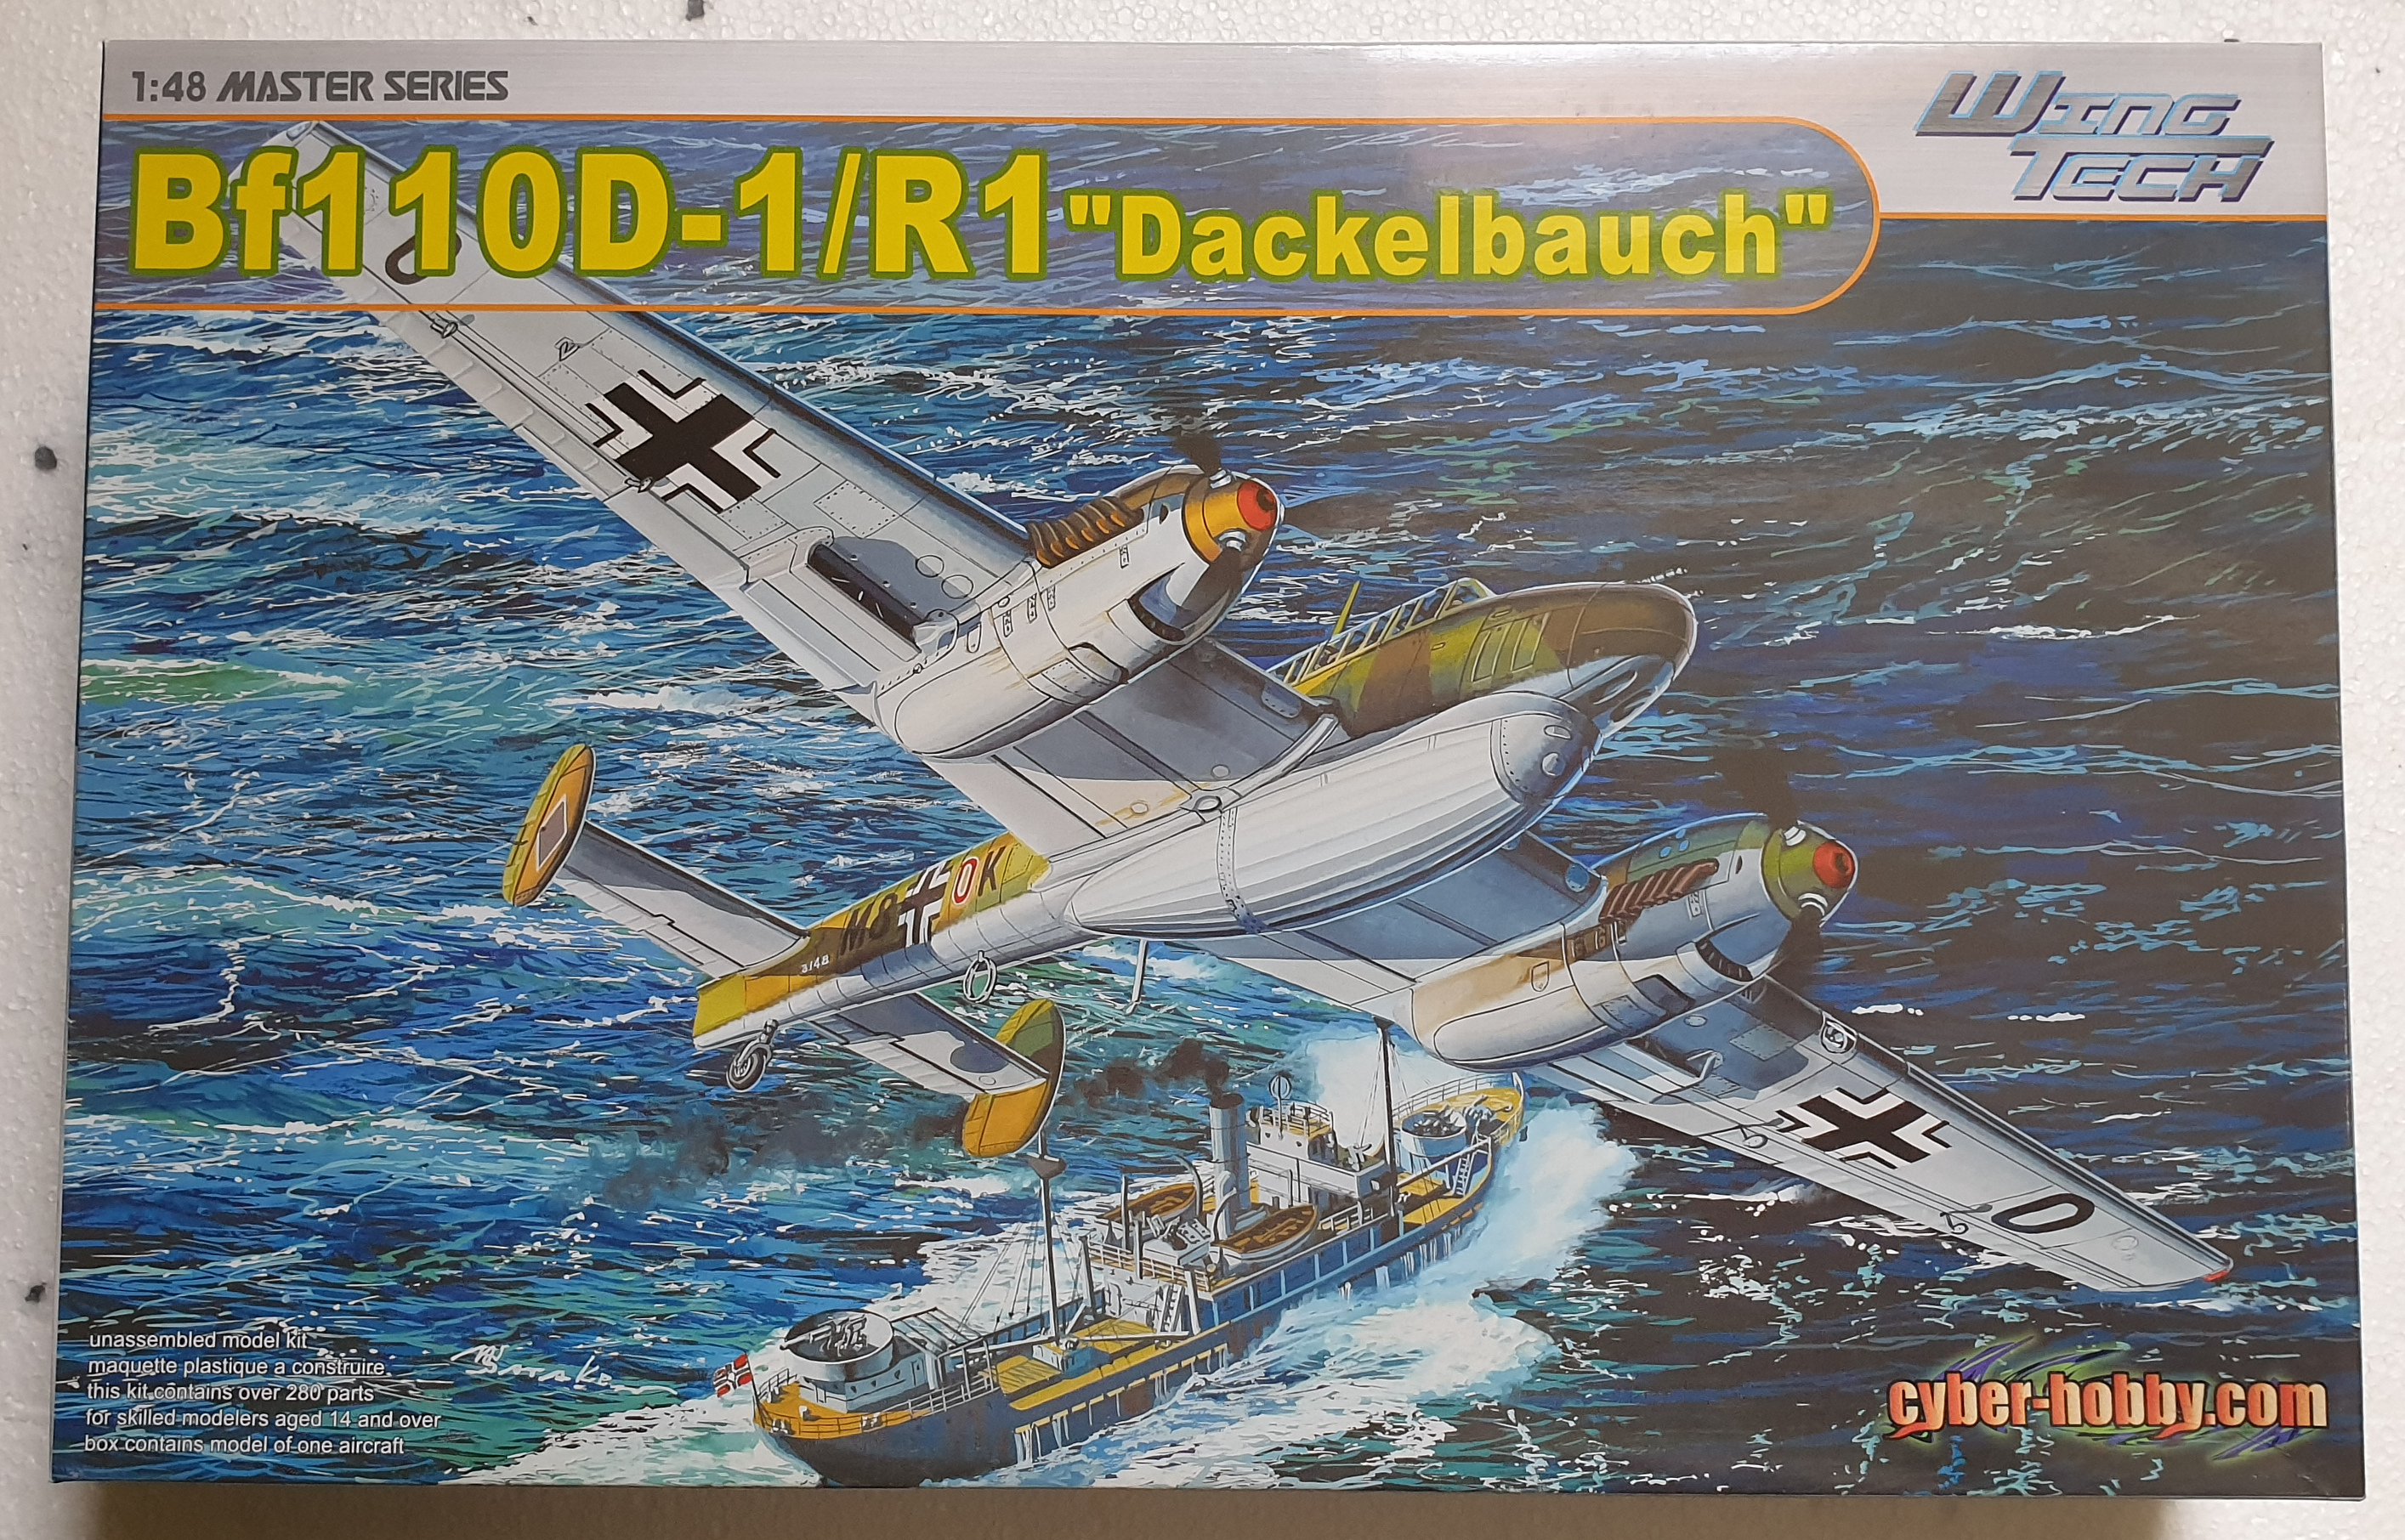 1:48 MASTER SERIES
WING
TECH
Bf110D-1/R1 "Dackelbauch"
M8 OK
3148
O
O
unassembled model kit
maquette plastique a construire
this kit contains over 280 parts
for skilled modelers aged 14 and over
box contains model of one aircraft
cyber-hobby.com